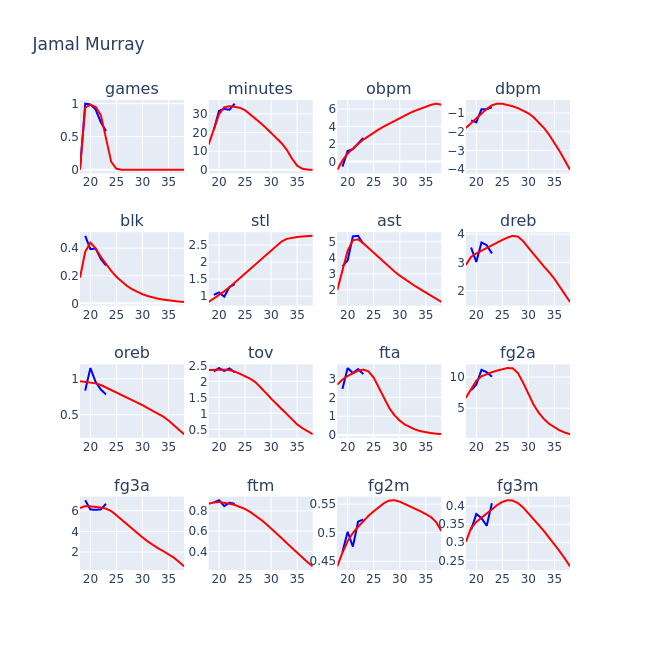 Jamal Murray
games minutes obpm dbpm
1 0.5 0 20 25 30 35
30 20 10 0 20 25 30 35
6 4 2 0 20 25 30 35
−1 −2 −3 −4 20 25 30 35
blk stl ast dreb
0.4 0.2 0 20 25 30 35
2.5 2 1.5 1 20 25 30 35
5 4 3 2 20 25 30 35
4 3 2 20 25 30 35
oreb tov fta fg2a
1 0.5 20 25 30 35
2.5 2 1.5 1 0.5 20 25 30 35
3 2 1 0 20 25 30 35
10 5 20 25 30 35
fg3a ftm fg2m fg3m
6 4 2 20 25 30 35
0.8 0.6 0.4 20 25 30 35
0.55 0.5 0.45 20 25 30 35
0.4 0.35 0.3 0.25 20 25 30 35